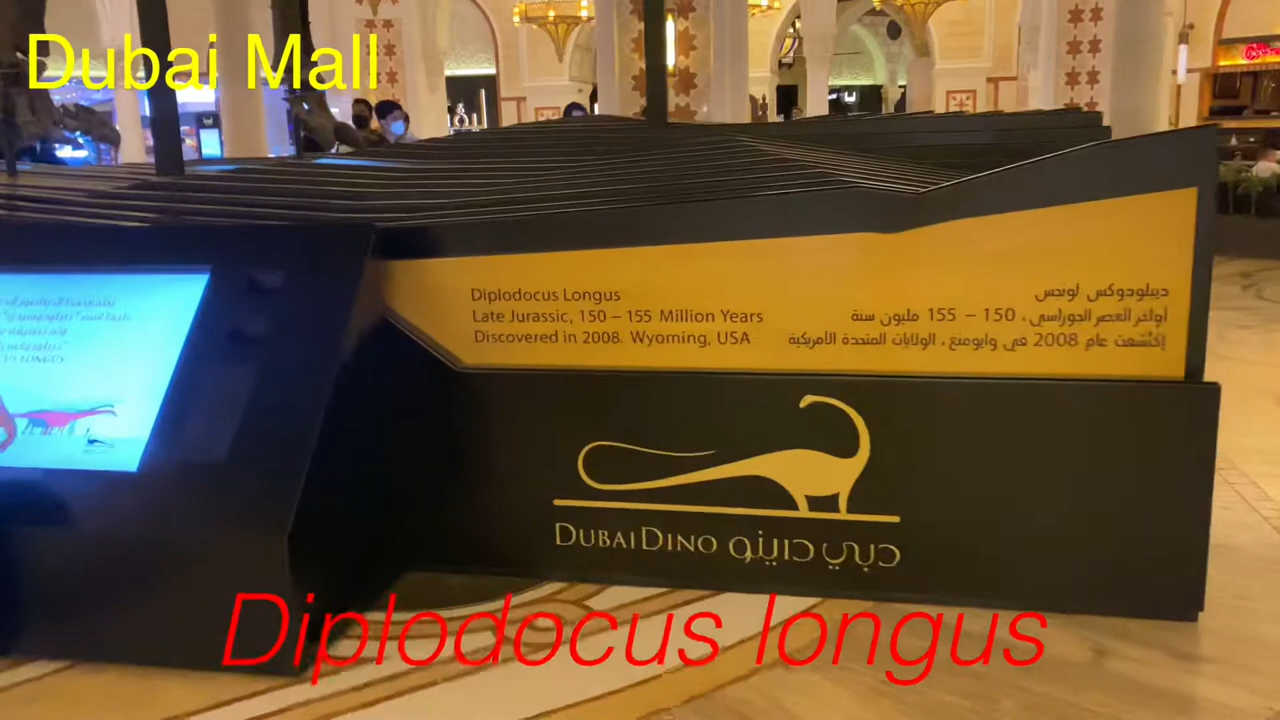 Dubai Mall
Diplodocus Longus
Late Jurassic, 150 – 155 Million Years
Discovered in 2008. Wyoming, USA
ديبلودوكس لونجس
أواخر العصر الجوراسي، 150 – 155 مليون سنة
إكتشفت عام 2008 في وايومنغ، الولايات المتحدة الأمريكية
DUBAI DINO دبي داينو
Diplodocus longus